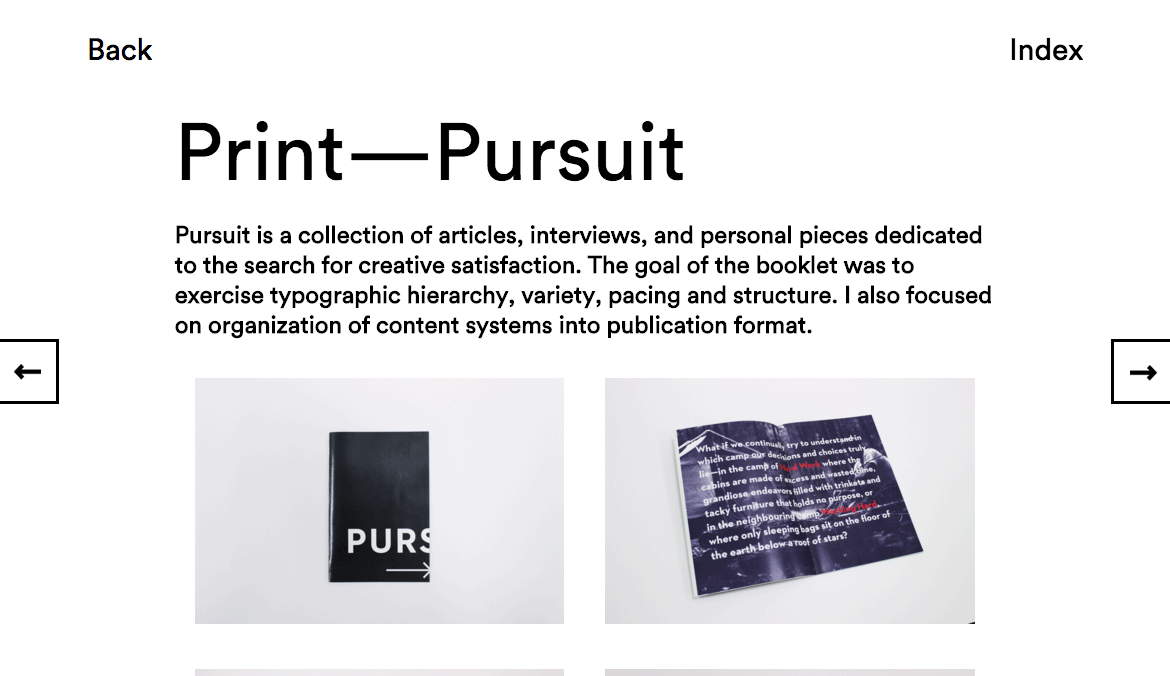 Back
Index
Print—Pursuit
Pursuit is a collection of articles, interviews, and personal pieces dedicated
to the search for creative satisfaction. The goal of the booklet was to
exercise typographic hierarchy, variety, pacing and structure. I also focused
on organization of content systems into publication format.
PURS
What if we continually try to understand in
which camp our decisions and choices truly
lie—in the camp of Hard Work where the
cabins are made of excess and wasted time,
grandiose endeavors filled with trinkets and
tacky furniture that holds no purpose, or
in the neighbouring camp
where only sleeping bags sit on the floor of
the earth below a roof of stars?